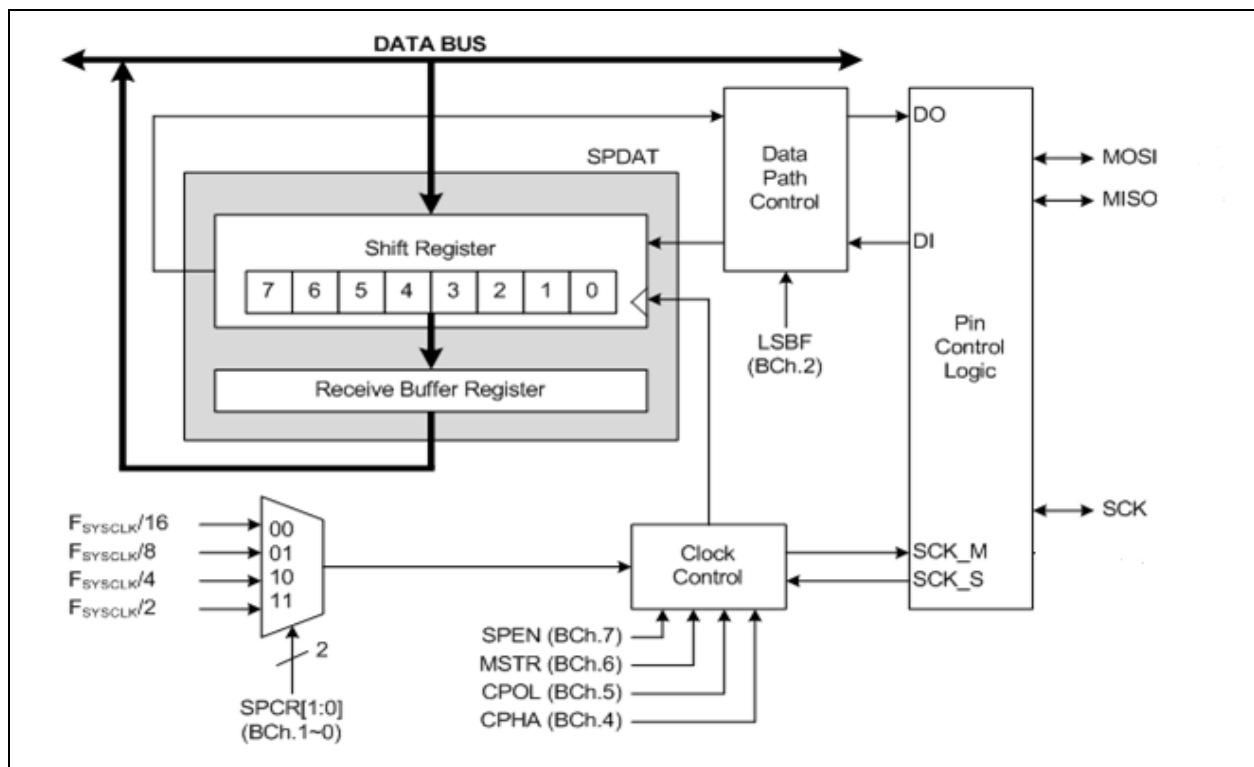 DATA BUS
SPDAT
Shift Register
7 6 5 4 3 2 1 0
Receive Buffer Register
Data
Path
Control
LSBF
(BCh.2)
DO
DI
Pin
Control
Logic
SCK_M
SCK_S
MOSI
MISO
SCK
FSYSCLK/16
FSYSCLK/8
FSYSCLK/4
FSYSCLK/2
00
01
10
11
2
SPCR[1:0]
(BCh.1~0)
Clock
Control
SPEN (BCh.7)
MSTR (BCh.6)
CPOL (BCh.5)
CPHA (BCh.4)